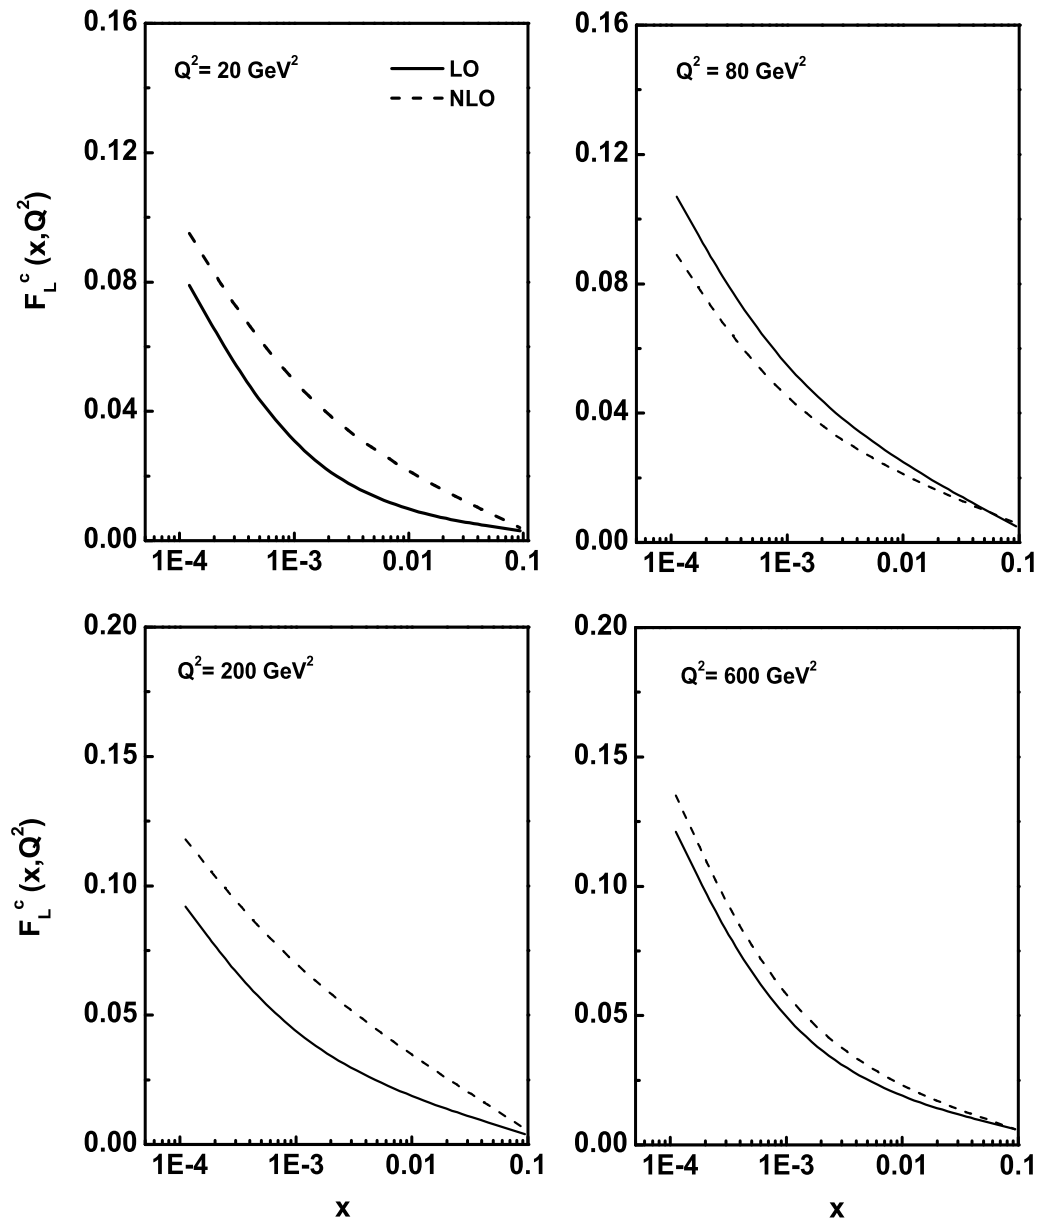 0.16
Q²= 20 GeV²
LO
NLO
0.12
0.08
0.04
0.00
1E-4 1E-3 0.01 0.1
F_L^c (x,Q²)
0.16
Q² = 80 GeV²
0.12
0.08
0.04
0.00
1E-4 1E-3 0.01 0.1
0.20
Q²= 200 GeV²
0.15
0.10
0.05
0.00
1E-4 1E-3 0.01 0.1
F_L^c (x,Q²)
x
0.20
Q²= 600 GeV²
0.15
0.10
0.05
0.00
1E-4 1E-3 0.01 0.1
x